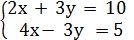 2x + 3y = 10
4x− 3y = 5